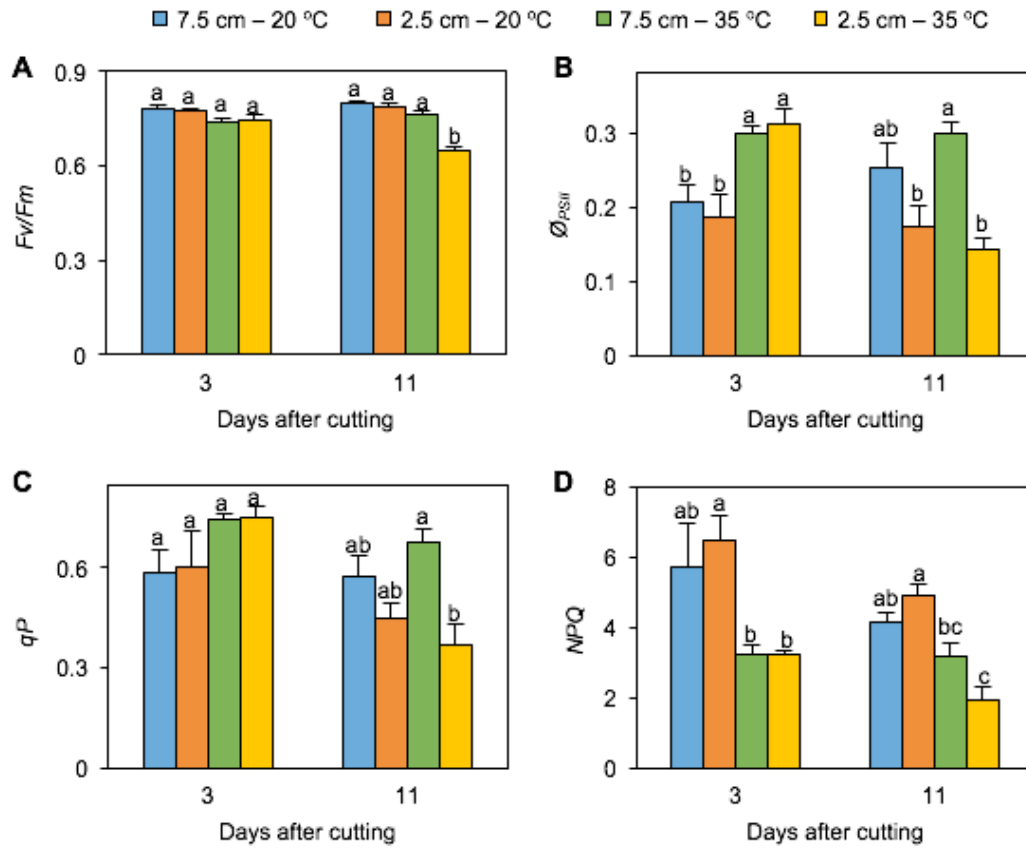 7.5 cm – 20 ºC 2.5 cm – 20 ºC 7.5 cm – 35 ºC 2.5 cm – 35 ºC
A
0.9
0.6
0.3
0
Fv/Fm
a a a a a a a b
3 11
Days after cutting
B
0.3
0.2
0.1
0
ØPSII
b b a a ab b a b
3 11
Days after cutting
C
0.6
0.3
0
qP
a a a a ab ab a b
3 11
Days after cutting
D
8
6
4
2
0
NPQ
ab a b b ab a bc c
3 11
Days after cutting